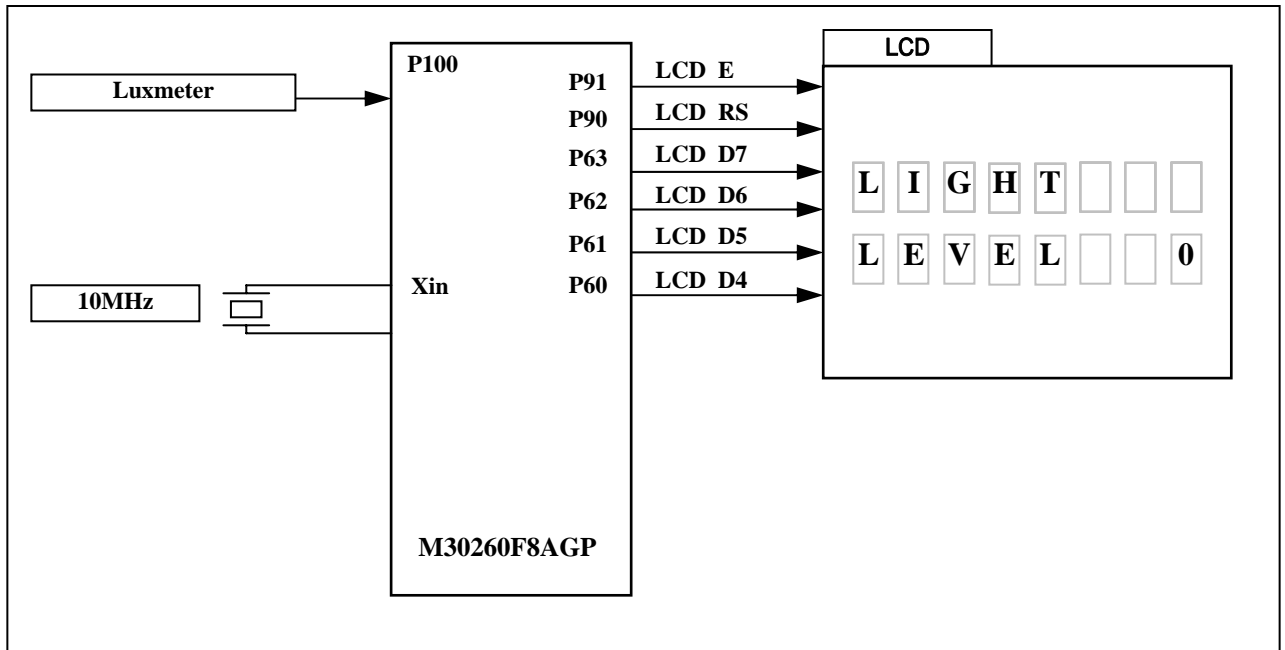 LCD
P100
Luxmeter
P91
LCD E
P90
LCD RS
P63
LCD D7
P62
LCD D6
P61
LCD D5
P60
LCD D4
L I G H T
L E V E L 0
Xin
10MHz
M30260F8AGP